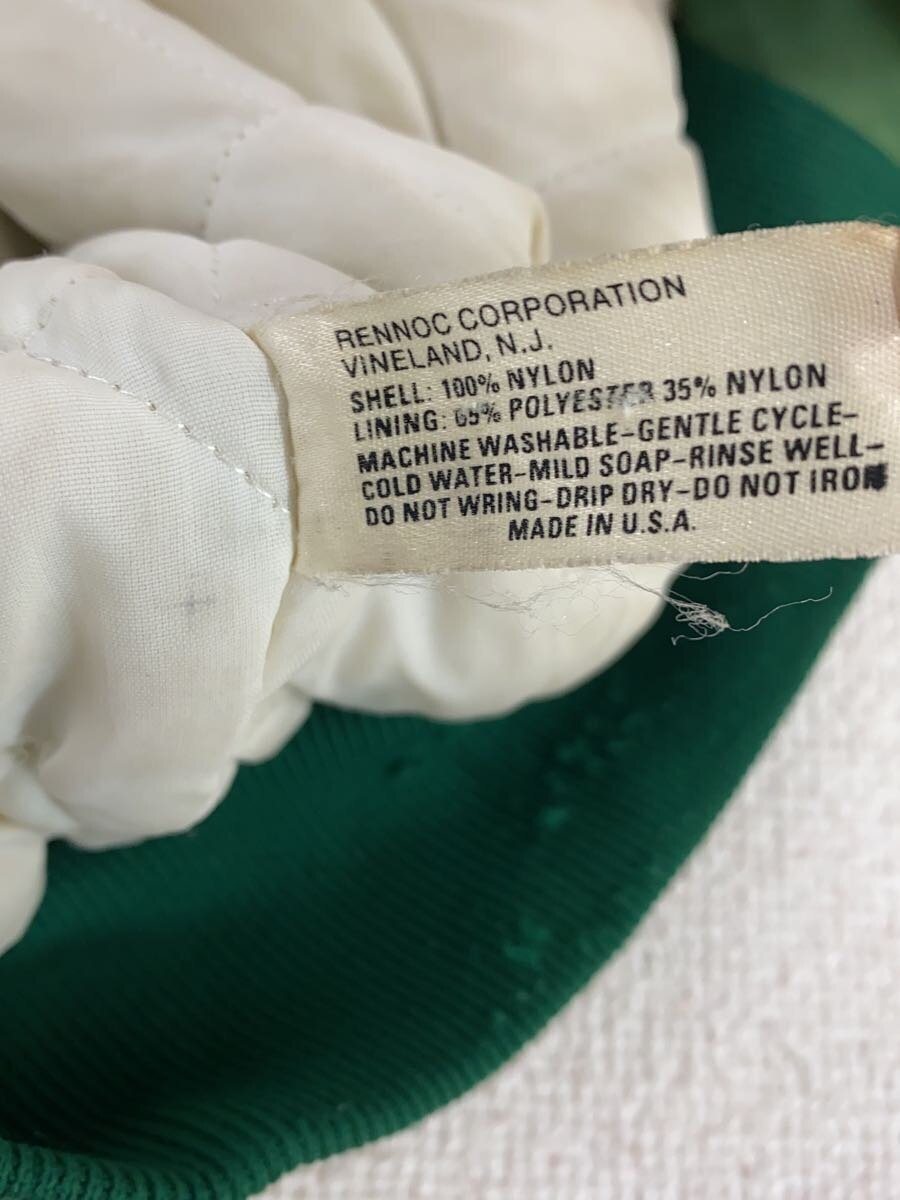 RENNOC CORPORATION
VINELAND, N.J.
SHELL: 100% NYLON
LINING: 65% POLYESTER 35% NYLON
MACHINE WASHABLE–GENTLE CYCLE–
COLD WATER–MILD SOAP–RINSE WELL–
DO NOT WRING–DRIP DRY–DO NOT IRON
MADE IN U.S.A.